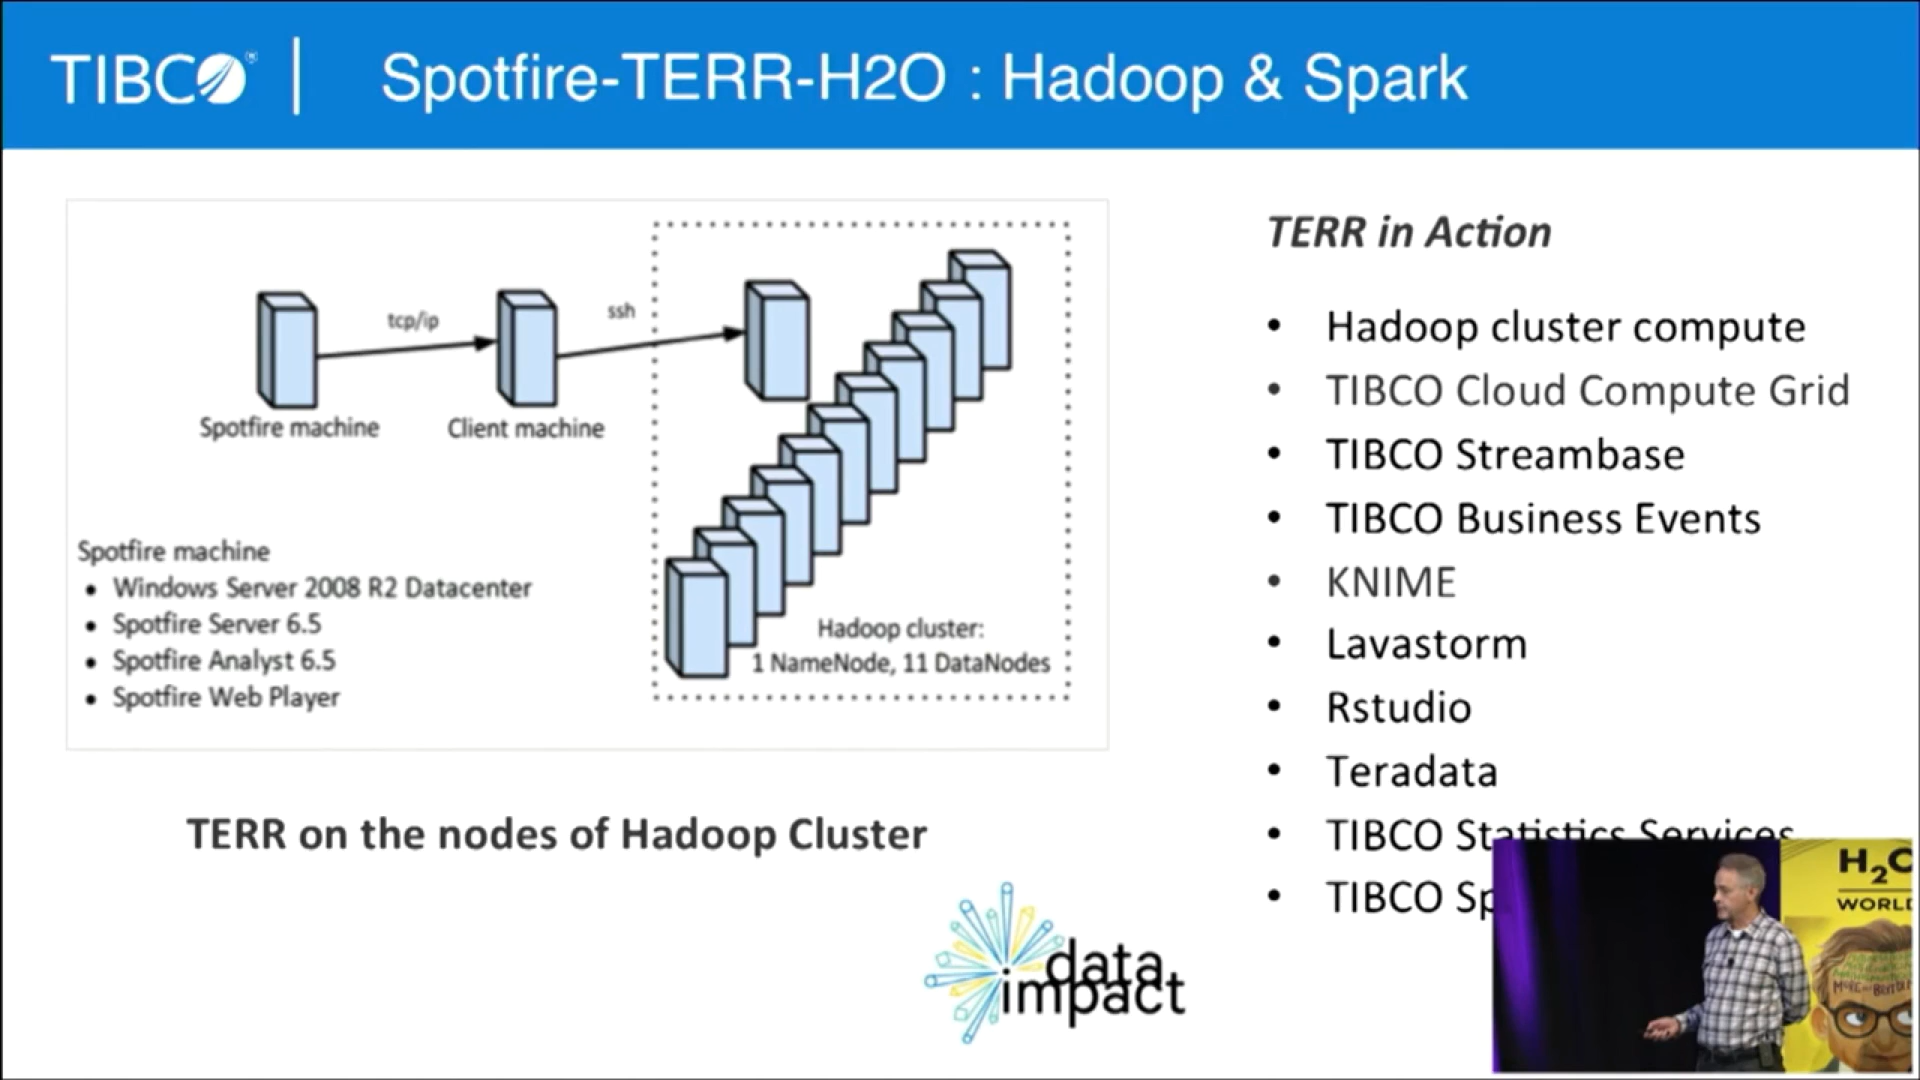 TIBCO®
Spotfire-TERR-H2O : Hadoop & Spark
tcp/ip
ssh
Spotfire machine
Client machine
Spotfire machine
• Windows Server 2008 R2 Datacenter
• Spotfire Server 6.5
• Spotfire Analyst 6.5
• Spotfire Web Player
Hadoop cluster:
1 NameNode, 11 DataNodes
TERR on the nodes of Hadoop Cluster
data
impact
TERR in Action
• Hadoop cluster compute
• TIBCO Cloud Compute Grid
• TIBCO Streambase
• TIBCO Business Events
• KNIME
• Lavastorm
• Rstudio
• Teradata
• TIBCO Statistics Services
• TIBCO
H2O
WORLD